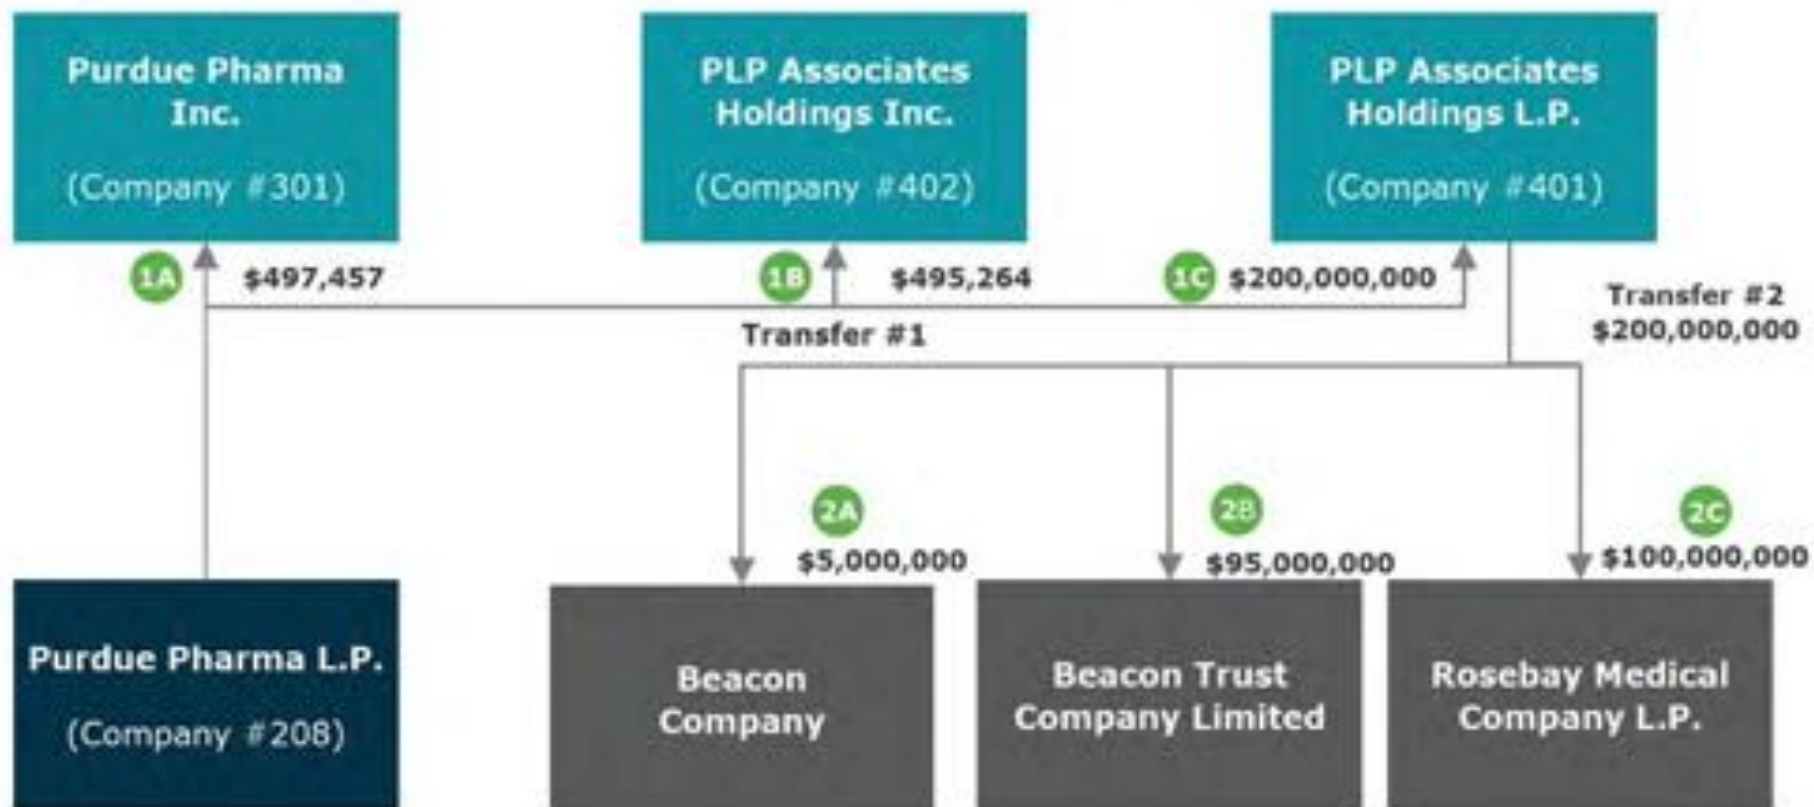 Purdue Pharma
Inc.
(Company #301)
PLP Associates
Holdings Inc.
(Company #402)
PLP Associates
Holdings L.P.
(Company #401)
1A
$497,457
1B
$495,264
1C
$200,000,000
Transfer #1
Transfer #2
$200,000,000
2A
$5,000,000
2B
$95,000,000
2C
$100,000,000
Purdue Pharma L.P.
(Company #208)
Beacon
Company
Beacon Trust
Company Limited
Rosebay Medical
Company L.P.